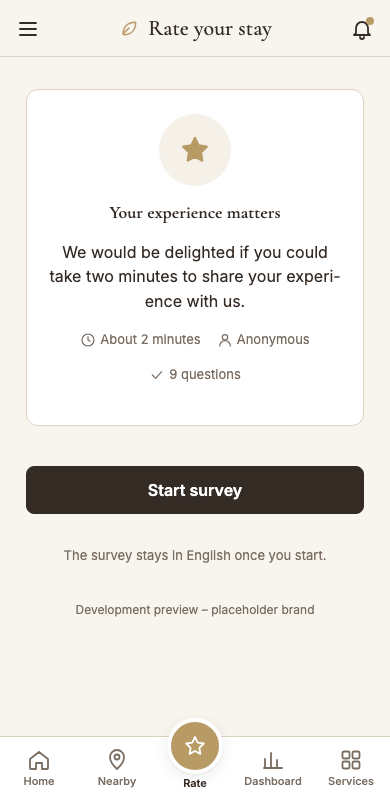 Rate your stay
Your experience matters
We would be delighted if you could
take two minutes to share your experi-
ence with us.
About 2 minutes
Anonymous
9 questions
Start survey
The survey stays in English once you start.
Development preview – placeholder brand
Home
Nearby
Rate
Dashboard
Services